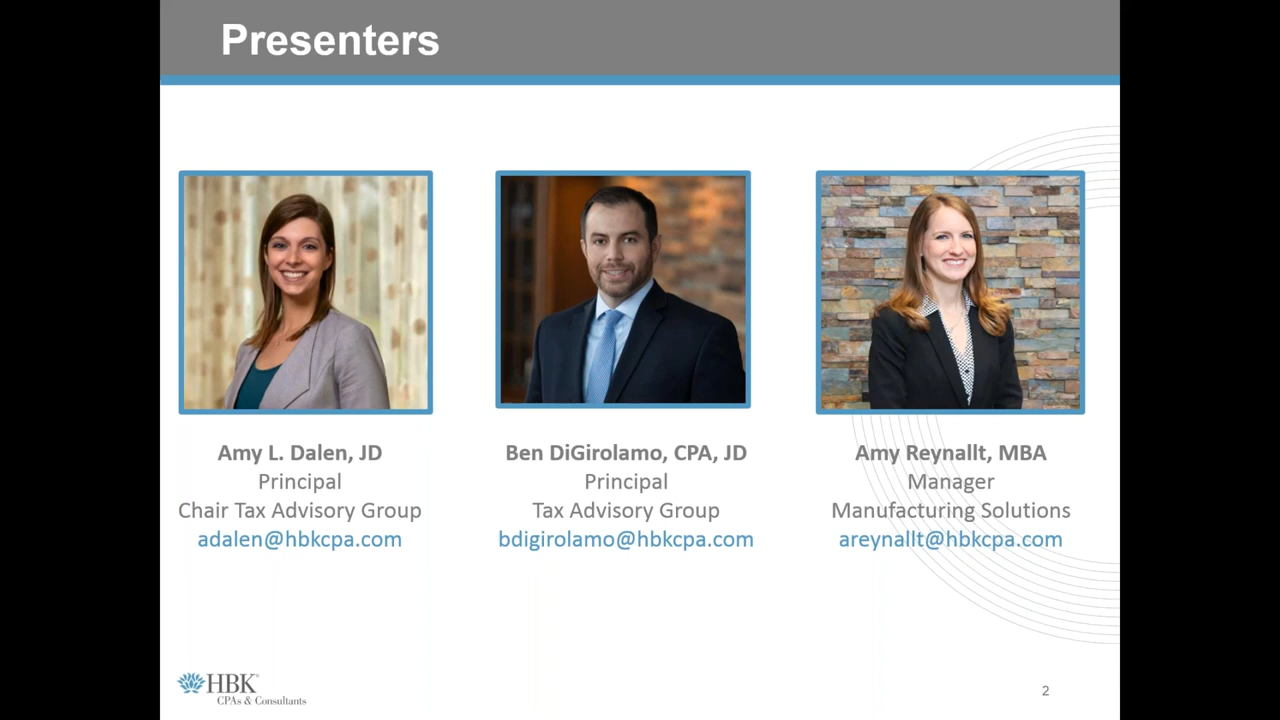 Presenters
Amy L. Dalen, JD
Principal
Chair Tax Advisory Group
adalen@hbkcpa.com
Ben DiGirolamo, CPA, JD
Principal
Tax Advisory Group
bdigirolamo@hbkcpa.com
Amy Reynallt, MBA
Manager
Manufacturing Solutions
areynallt@hbkcpa.com
HBK®
CPAs & Consultants
2